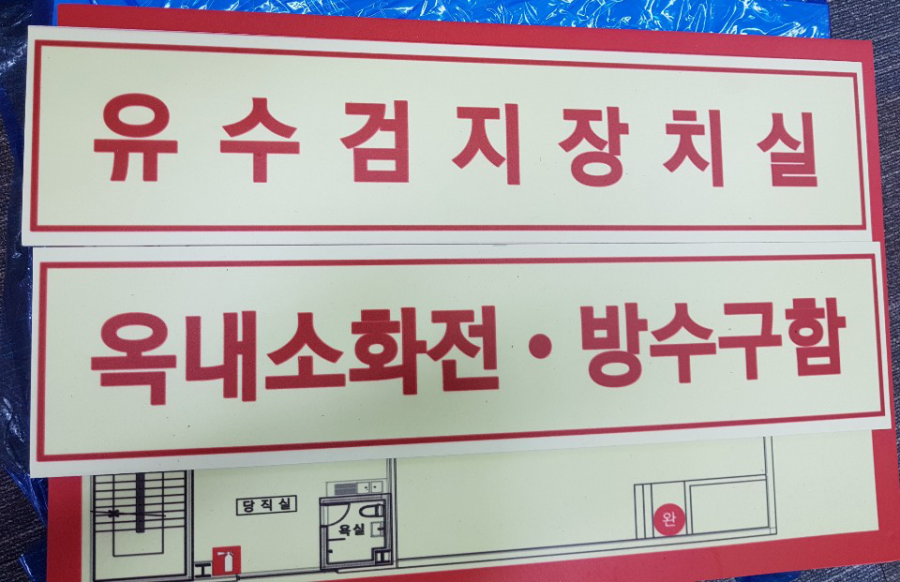 유수검지장치실
옥내소화전 · 방수구함
당직실
욕실
완